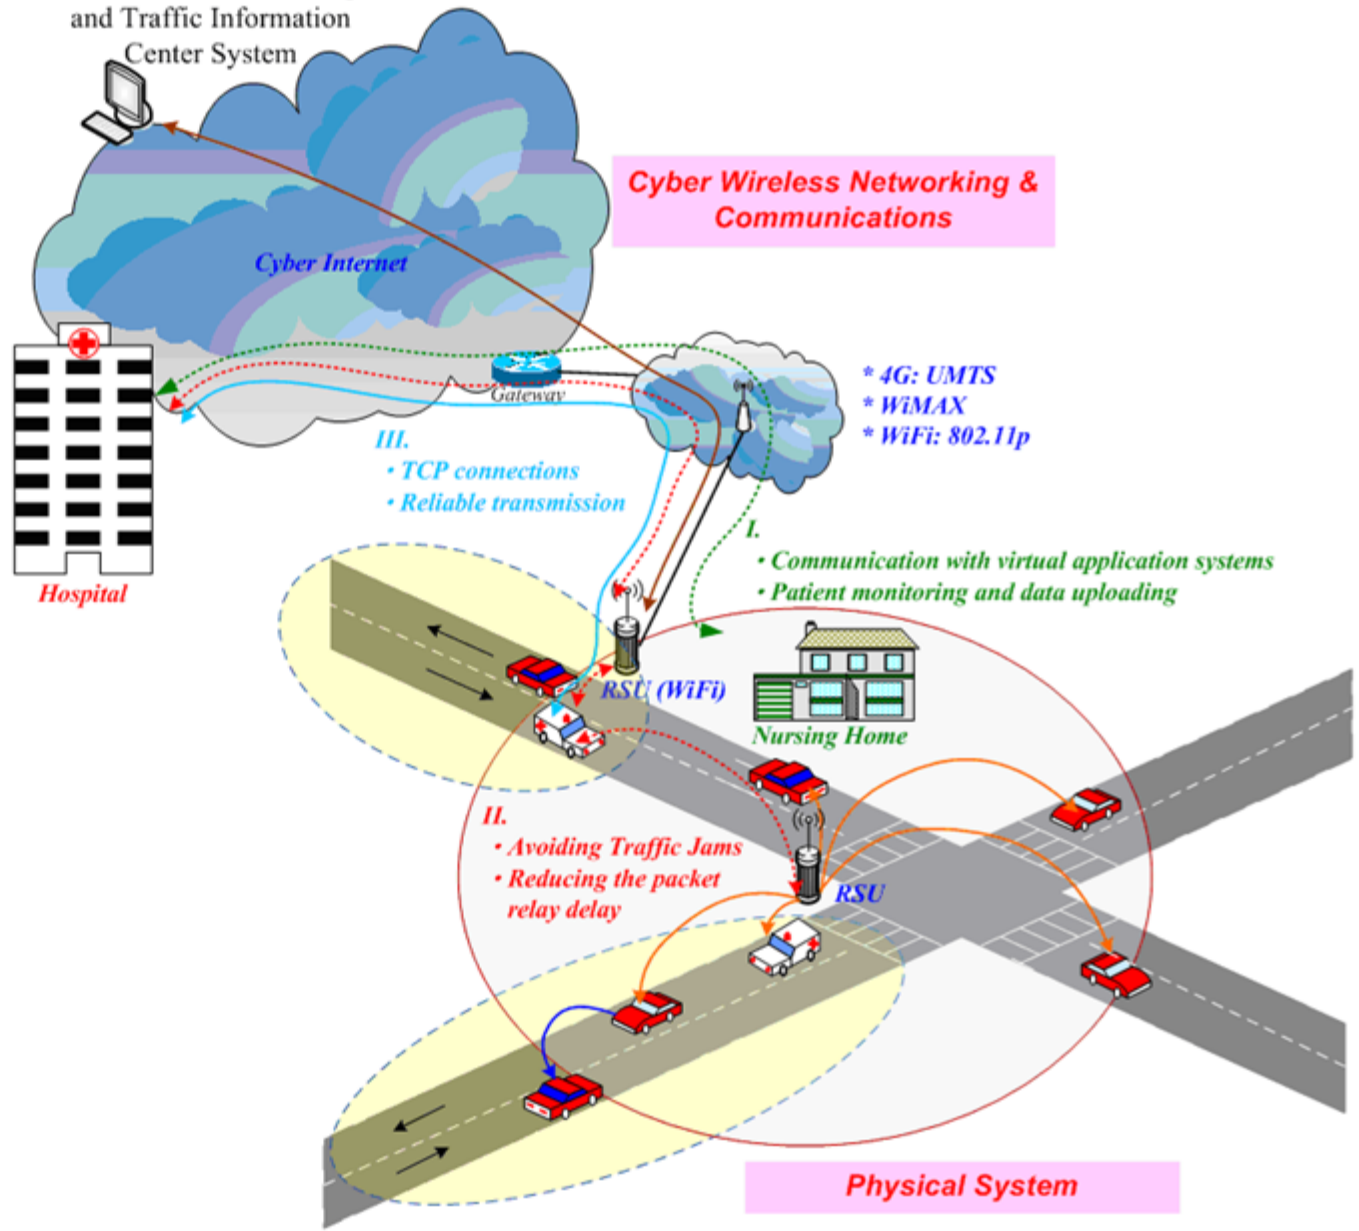 and Traffic Information
Center System
Cyber Wireless Networking &
Communications
Cyber Internet
Gateway
* 4G: UMTS
* WiMAX
* WiFi: 802.11p
III.
• TCP connections
• Reliable transmission
I.
• Communication with virtual application systems
• Patient monitoring and data uploading
Hospital
RSU (WiFi)
Nursing Home
II.
• Avoiding Traffic Jams
• Reducing the packet
relay delay
RSU
Physical System